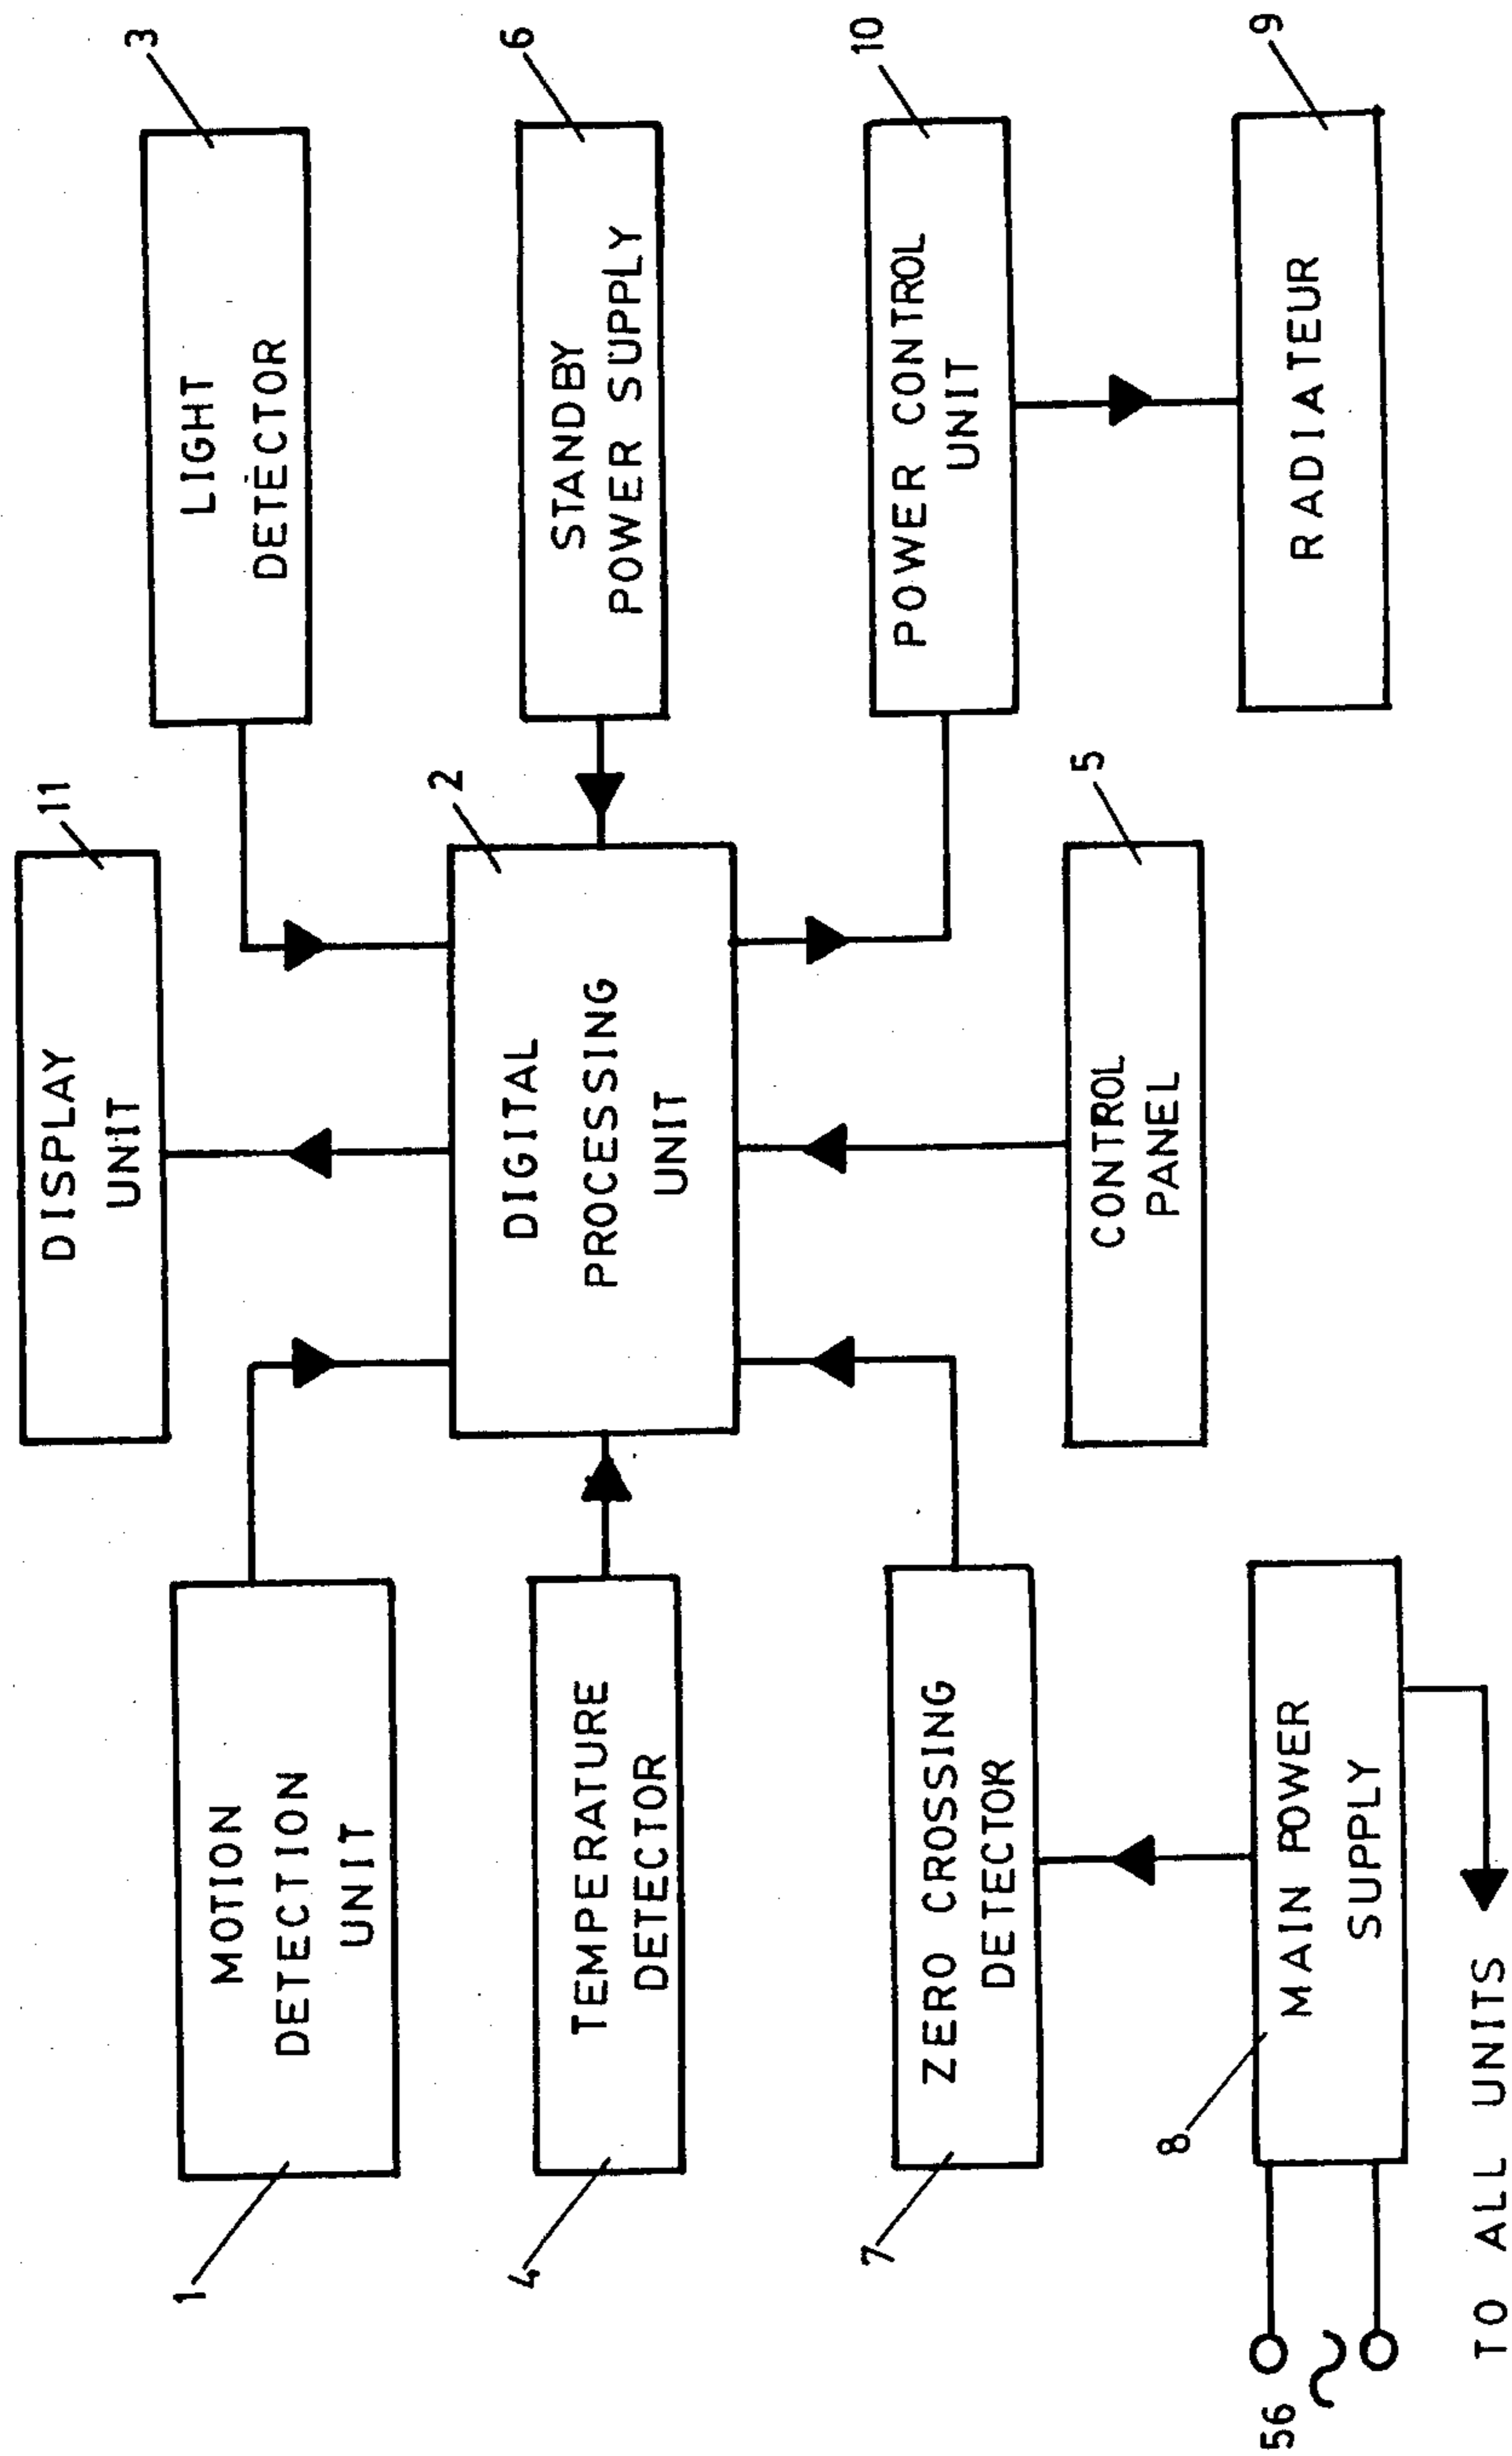 11
DISPLAY
UNIT
MOTION
DETECTION
UNIT
1
LIGHT
DETECTOR
3
TEMPERATURE
DETECTOR
4
DIGITAL
PROCESSING
UNIT
2
STANDBY
POWER SUPPLY
6
ZERO CROSSING
DETECTOR
7
POWER CONTROL
UNIT
10
CONTROL
PANEL
5
56
~
8
MAIN POWER
SUPPLY
TO ALL UNITS
RADIATEUR
9